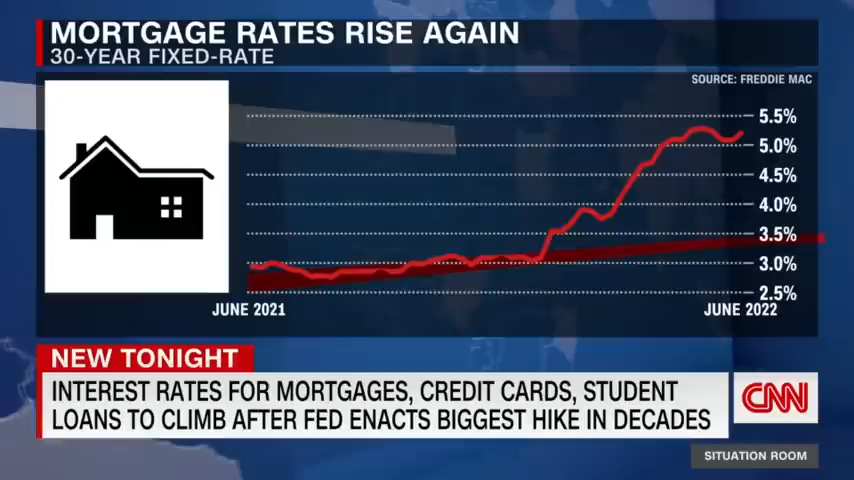 MORTGAGE RATES RISE AGAIN
30-YEAR FIXED-RATE
SOURCE: FREDDIE MAC
5.5%
5.0%
4.5%
4.0%
3.5%
3.0%
2.5%
JUNE 2021
JUNE 2022
NEW TONIGHT
INTEREST RATES FOR MORTGAGES, CREDIT CARDS, STUDENT
LOANS TO CLIMB AFTER FED ENACTS BIGGEST HIKE IN DECADES
CNN
SITUATION ROOM